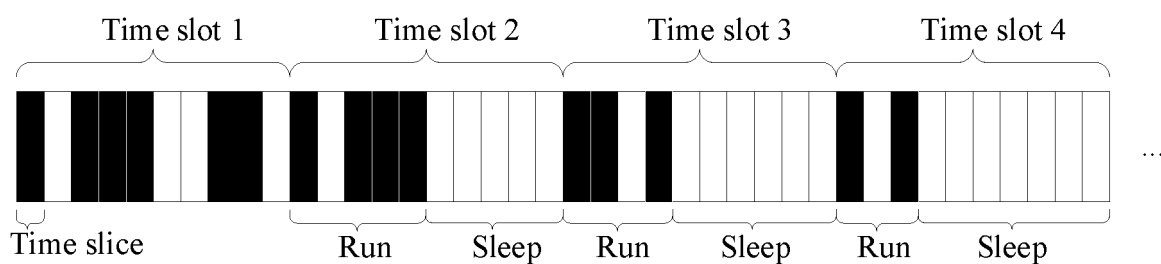 Time slot 1 Time slot 2 Time slot 3 Time slot 4
...
Time slice Run Sleep Run Sleep Run Sleep